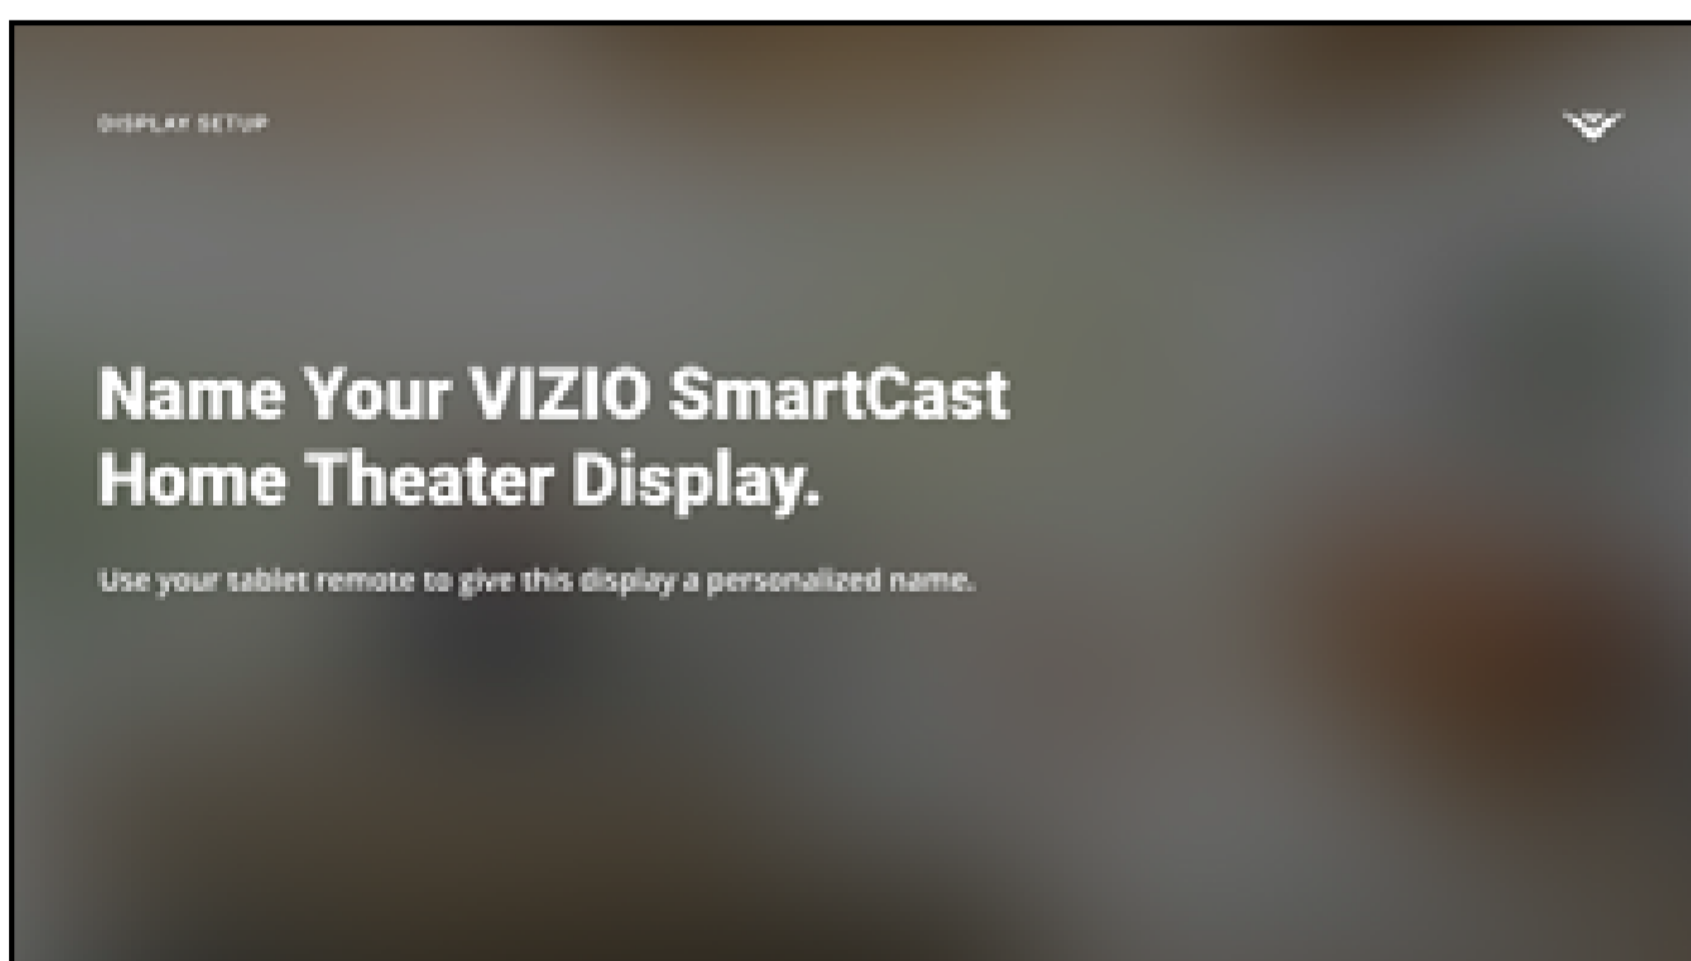 DISPLAY SETUP
Name Your VIZIO SmartCast
Home Theater Display.
Use your tablet remote to give this display a personalized name.